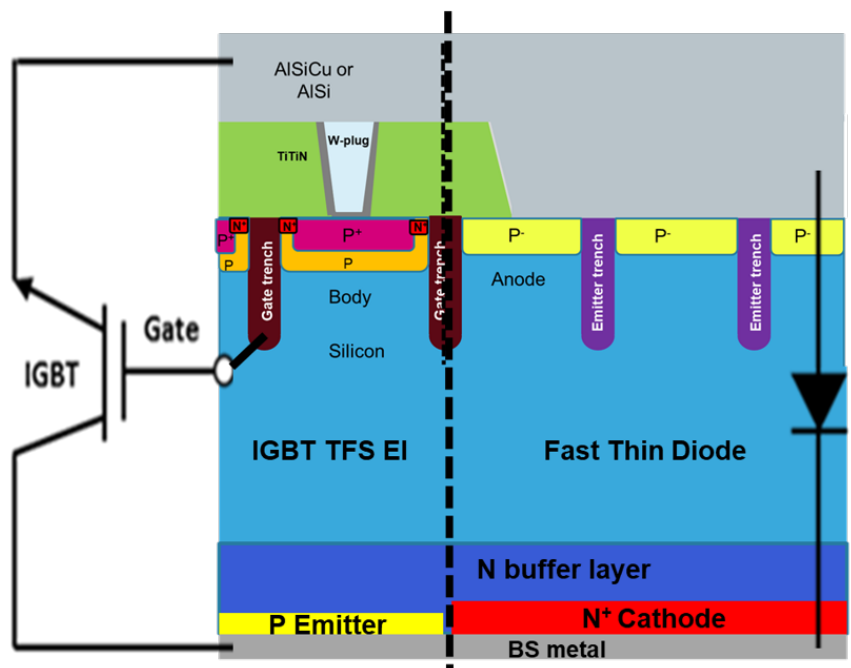 AlSiCu or
AlSi
W-plug
TiTiN
P⁺
N⁺
N⁺
P⁺
N⁺
P
P
P⁻
P⁻
P⁻
Gate trench
Gate trench
Emitter trench
Emitter trench
Body
Anode
Silicon
Gate
IGBT
IGBT TFS EI
Fast Thin Diode
N buffer layer
P Emitter
N⁺ Cathode
BS metal